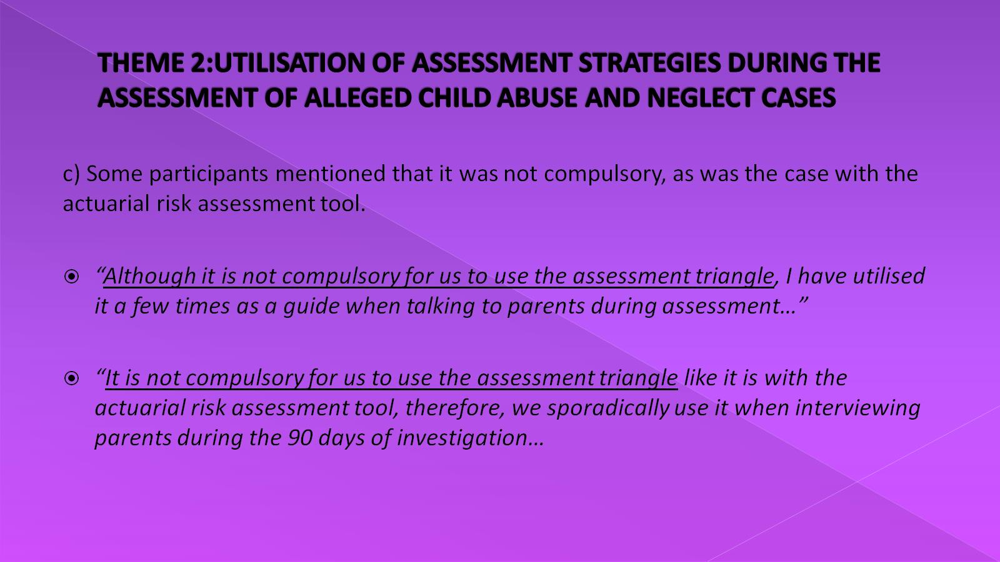 THEME 2:UTILISATION OF ASSESSMENT STRATEGIES DURING THE
ASSESSMENT OF ALLEGED CHILD ABUSE AND NEGLECT CASES
c) Some participants mentioned that it was not compulsory, as was the case with the
actuarial risk assessment tool.
“Although it is not compulsory for us to use the assessment triangle, I have utilised
it a few times as a guide when talking to parents during assessment…”
“It is not compulsory for us to use the assessment triangle like it is with the
actuarial risk assessment tool, therefore, we sporadically use it when interviewing
parents during the 90 days of investigation…